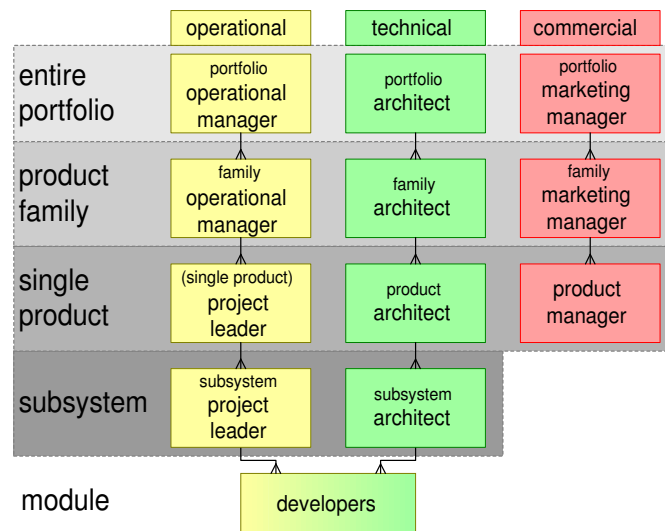 operational
technical
commercial
entire
portfolio
portfolio
operational
manager
portfolio
architect
portfolio
marketing
manager
product
family
family
operational
manager
family
architect
family
marketing
manager
single
product
(single product)
project
leader
product
architect
product
manager
subsystem
subsystem
project
leader
subsystem
architect
module
developers